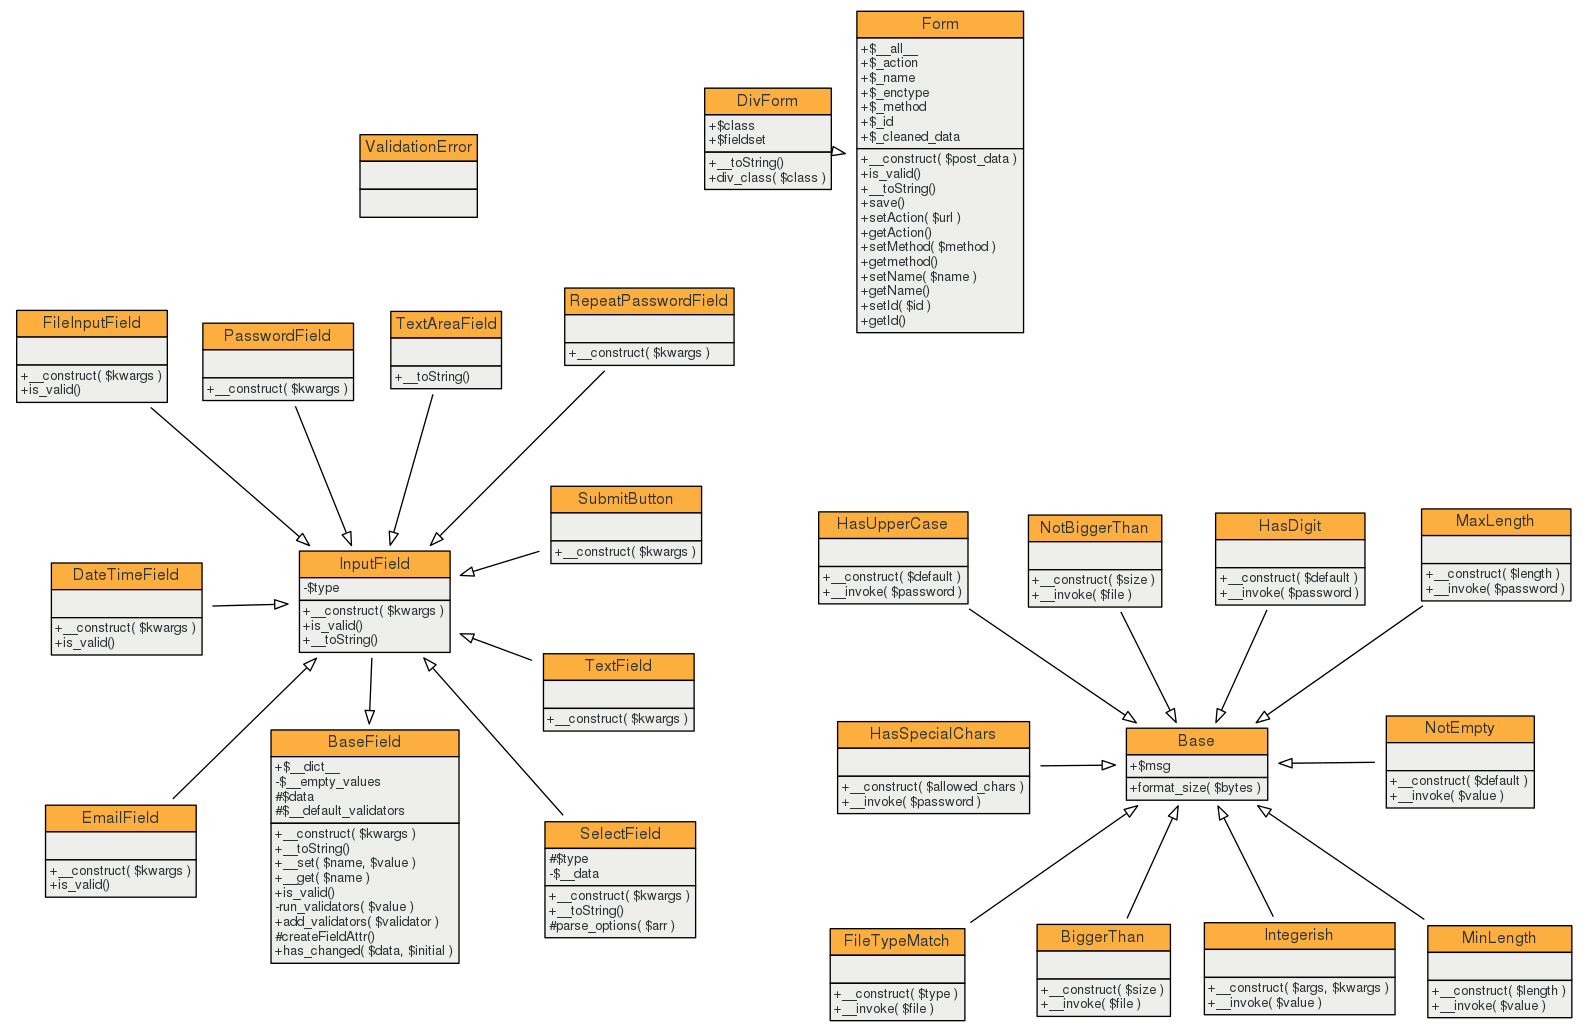 Form
+$__all__
+$_action
+$_name
+$_enctype
+$_method
+$_id
+$_cleaned_data
+__construct( $post_data )
+is_valid()
+__toString()
+save()
+setAction( $url )
+getAction()
+setMethod( $method )
+getmethod()
+setName( $name )
+getName()
+setId( $id )
+getId()
DivForm
+$class
+$fieldset
+__toString()
+div_class( $class )
ValidationError
FileInputField
+__construct( $kwargs )
+is_valid()
PasswordField
+__construct( $kwargs )
TextAreaField
+__toString()
RepeatPasswordField
+__construct( $kwargs )
SubmitButton
+__construct( $kwargs )
DateTimeField
+__construct( $kwargs )
+is_valid()
InputField
-$type
+__construct( $kwargs )
+is_valid()
+__toString()
TextField
+__construct( $kwargs )
BaseField
+$__dict__
-$__empty_values
#$data
#$__default_validators
+__construct( $kwargs )
+__toString()
+__set( $name, $value )
+__get( $name )
+is_valid()
-run_validators( $value )
+add_validators( $validator )
#createFieldAttr()
+has_changed( $data, $initial )
EmailField
+__construct( $kwargs )
+is_valid()
SelectField
#$type
-$__data
+__construct( $kwargs )
+__toString()
#parse_options( $arr )
HasUpperCase
+__construct( $default )
+__invoke( $password )
NotBiggerThan
+__construct( $size )
+__invoke( $file )
HasDigit
+__construct( $default )
+__invoke( $password )
MaxLength
+__construct( $length )
+__invoke( $password )
HasSpecialChars
+__construct( $allowed_chars )
+__invoke( $password )
Base
+$msg
+format_size( $bytes )
NotEmpty
+__construct( $default )
+__invoke( $value )
FileTypeMatch
+__construct( $type )
+__invoke( $file )
BiggerThan
+__construct( $size )
+__invoke( $file )
Integerish
+__construct( $args, $kwargs )
+__invoke( $value )
MinLength
+__construct( $length )
+__invoke( $value )